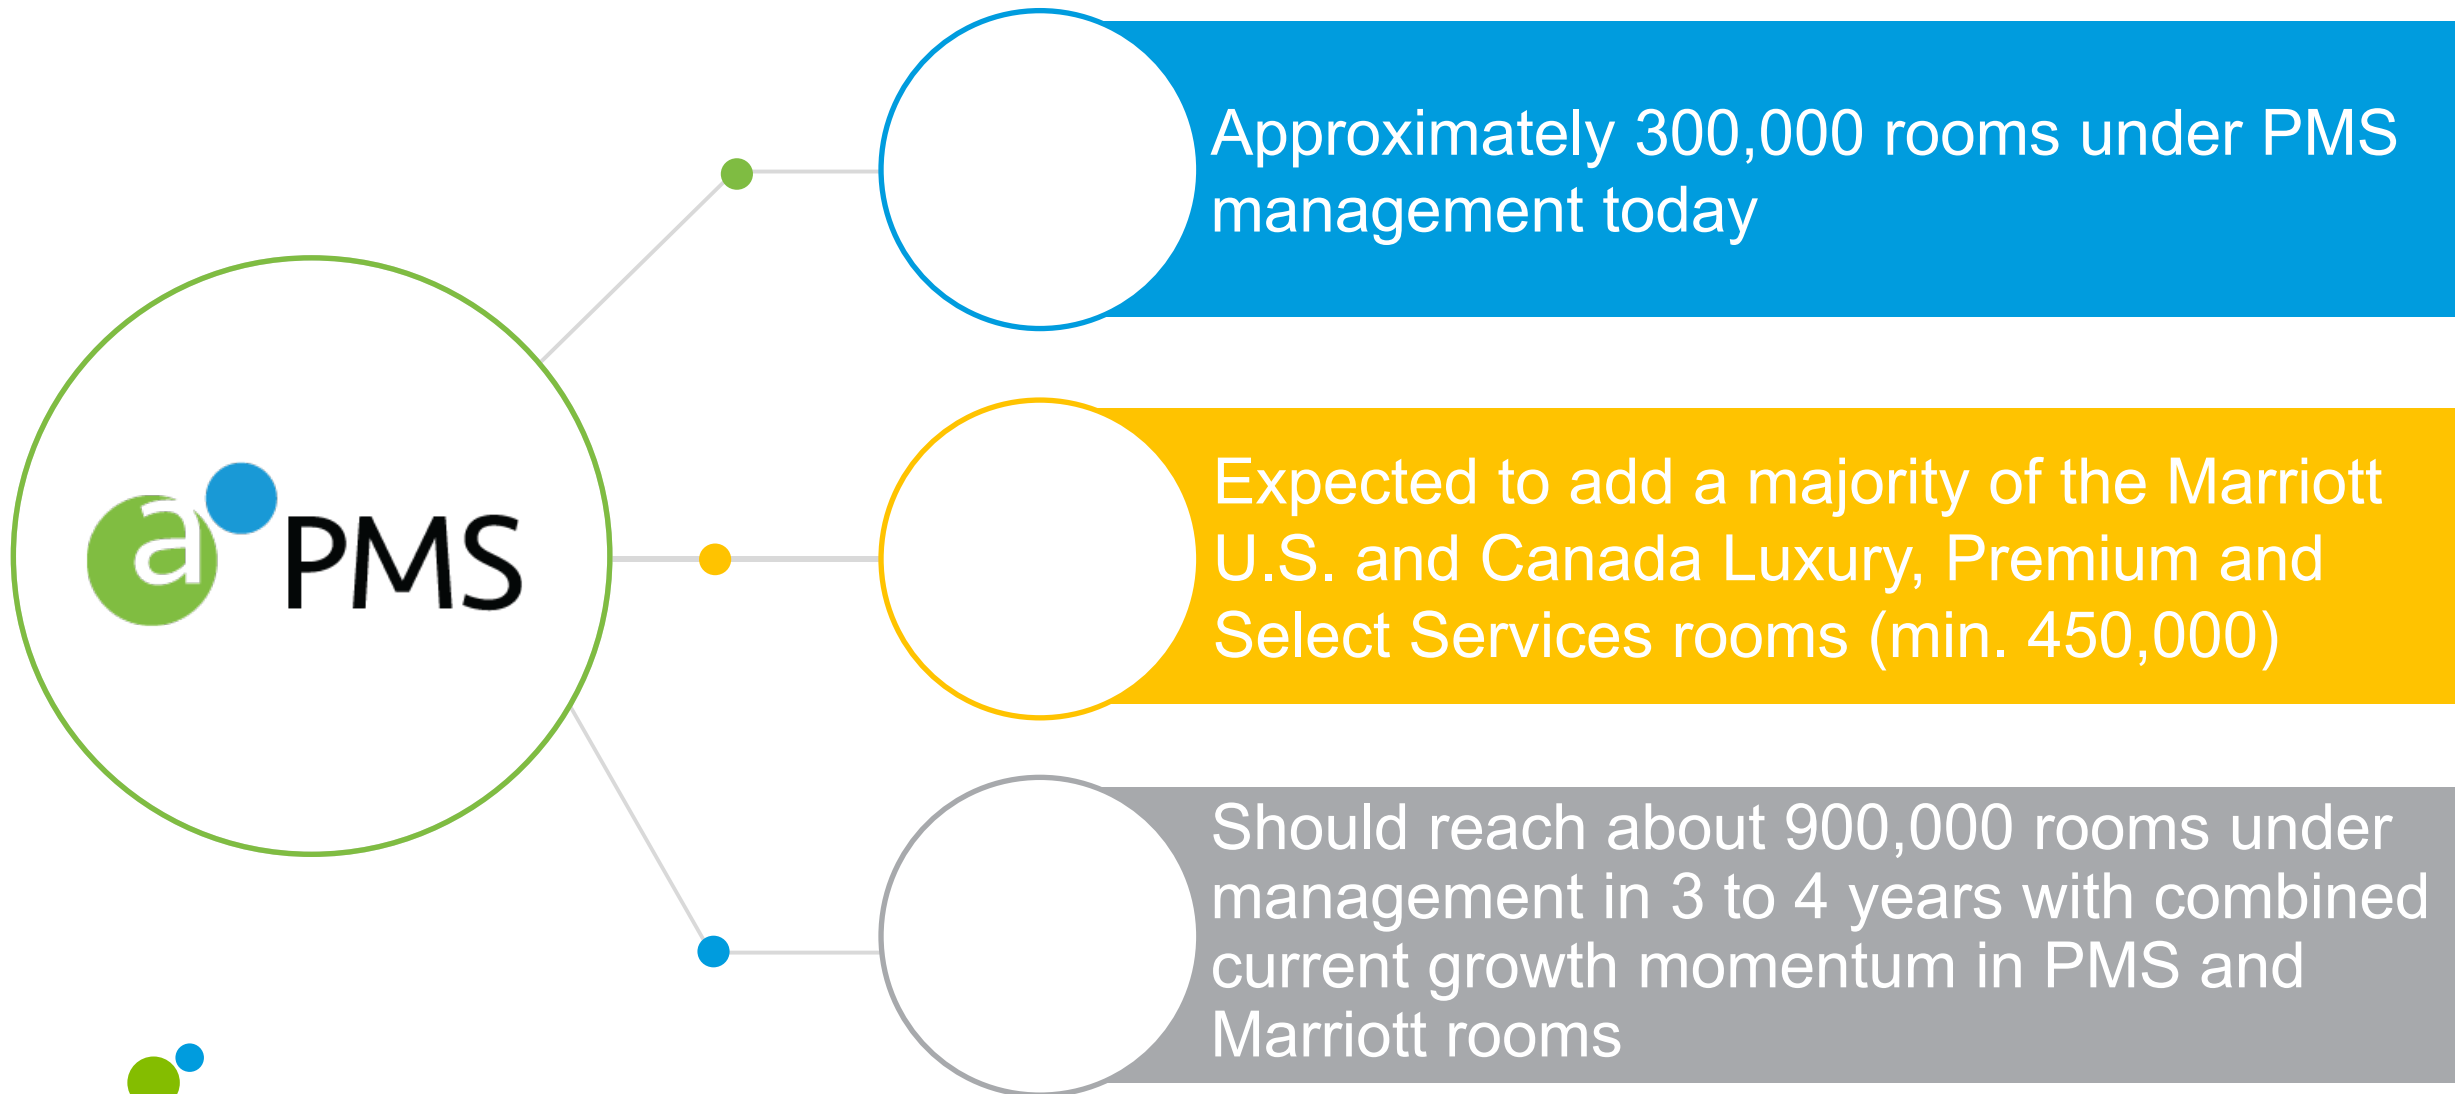 Approximately 300,000 rooms under PMS
management today
a PMS
Expected to add a majority of the Marriott
U.S. and Canada Luxury, Premium and
Select Services rooms (min. 450,000)
Should reach about 900,000 rooms under
management in 3 to 4 years with combined
current growth momentum in PMS and
Marriott rooms